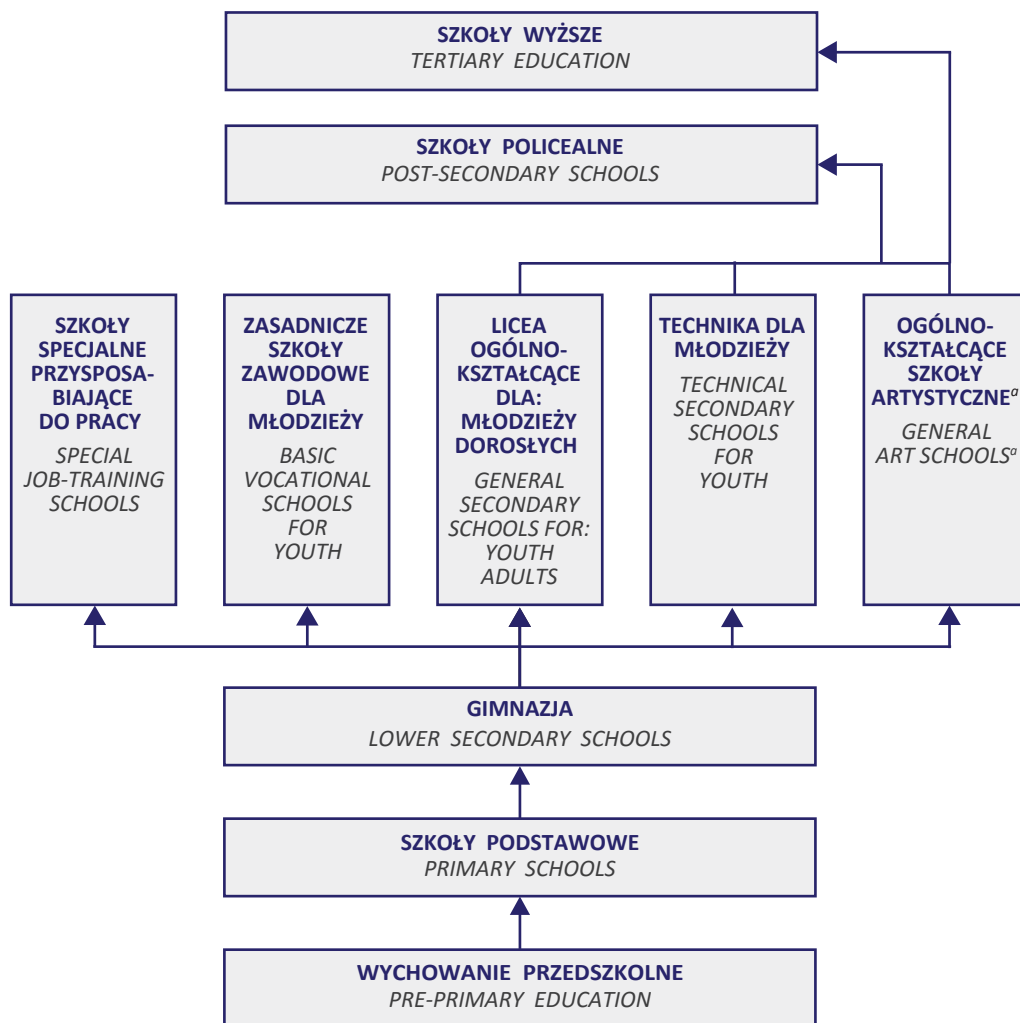 SZKOŁY WYŻSZE
TERTIARY EDUCATION
SZKOŁY POLICEALNE
POST-SECONDARY SCHOOLS
SZKOŁY
SPECJALNE
PRZYSPOSA-
BIAJĄCE
DO PRACY
SPECIAL
JOB-TRAINING
SCHOOLS
ZASADNICZE
SZKOŁY
ZAWODOWE
DLA
MŁODZIEŻY
BASIC
VOCATIONAL
SCHOOLS
FOR
YOUTH
LICEA
OGÓLNO-
KSZTAŁCĄCE
DLA:
MŁODZIEŻY
DOROSŁYCH
GENERAL
SECONDARY
SCHOOLS FOR:
YOUTH
ADULTS
TECHNIKA DLA
MŁODZIEŻY
TECHNICAL
SECONDARY
SCHOOLS
FOR
YOUTH
OGÓLNO-
KSZTAŁCĄCE
SZKOŁY
ARTYSTYCZNEa
GENERAL
ART SCHOOLSa
GIMNAZJA
LOWER SECONDARY SCHOOLS
SZKOŁY PODSTAWOWE
PRIMARY SCHOOLS
WYCHOWANIE PRZEDSZKOLNE
PRE-PRIMARY EDUCATION